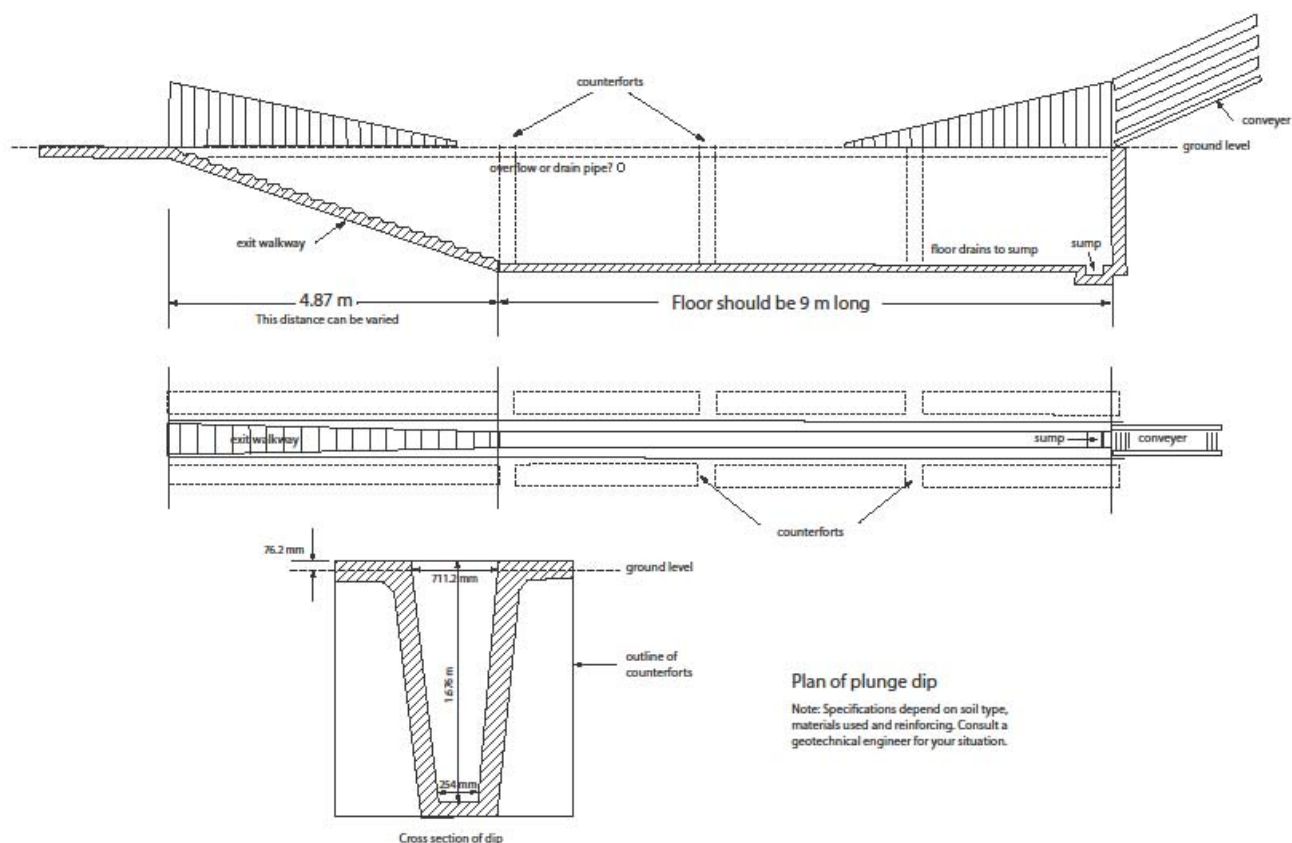 counterforts
conveyer
ground level
overflow or drain pipe?
exit walkway
floor drains to sump
sump
4.87 m
This distance can be varied
Floor should be 9 m long
exit walkway
sump
conveyer
counterforts
76.2 mm
711.2 mm
ground level
1.676 m
outline of
counterforts
254 mm
Cross section of dip
Plan of plunge dip
Note: Specifications depend on soil type,
materials used and reinforcing. Consult a
geotechnical engineer for your situation.